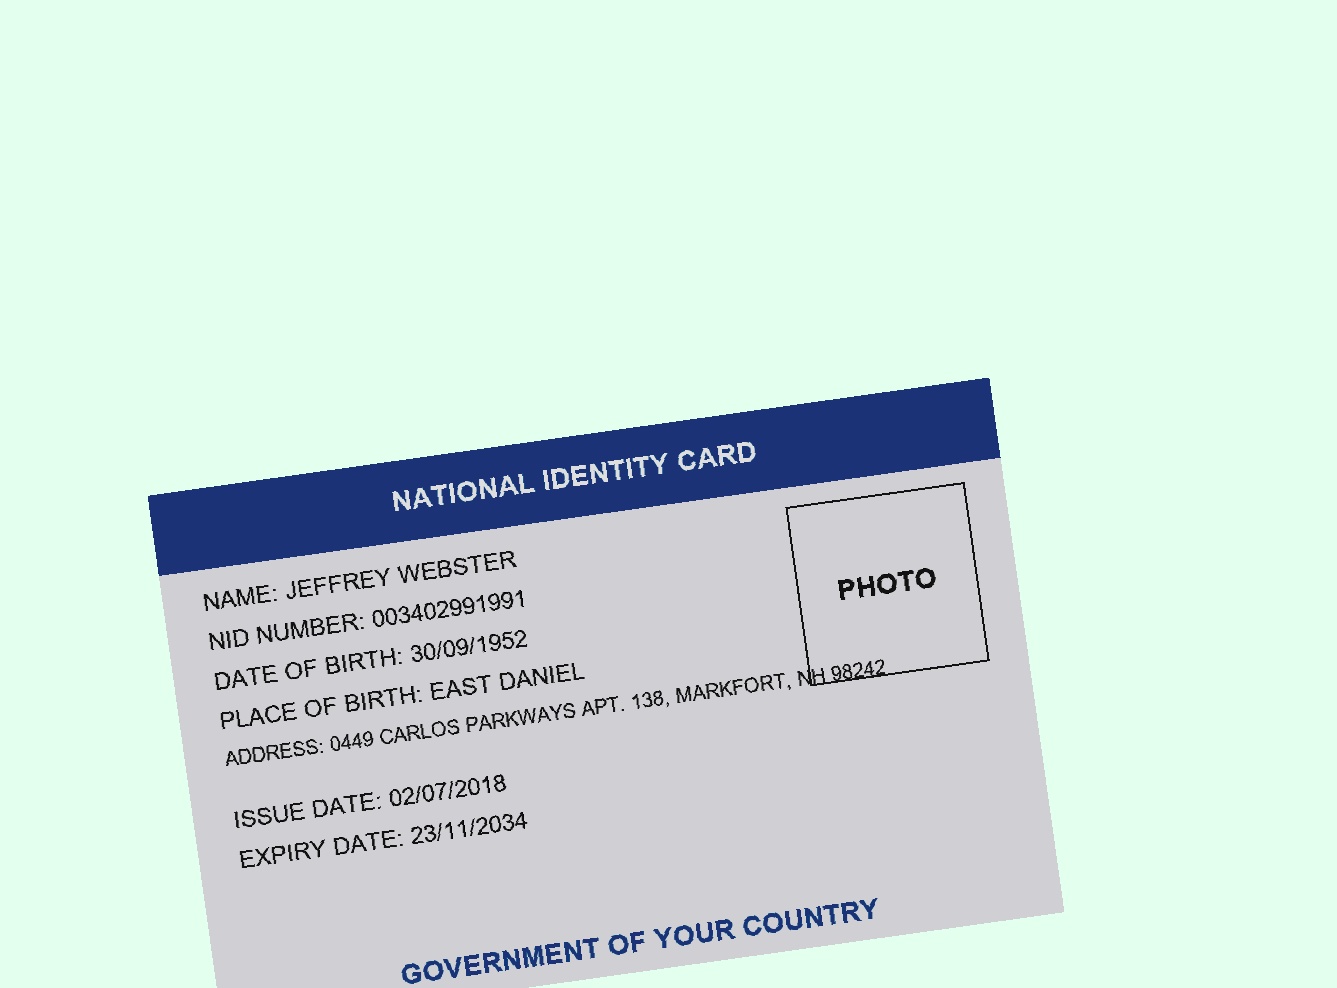 NATIONAL IDENTITY CARD
NAME: JEFFREY WEBSTER
NID NUMBER: 003402991991
DATE OF BIRTH: 30/09/1952
PLACE OF BIRTH: EAST DANIEL
ADDRESS: 0449 CARLOS PARKWAYS APT. 138, MARKFORT, NH 98242
PHOTO
ISSUE DATE: 02/07/2018
EXPIRY DATE: 23/11/2034
GOVERNMENT OF YOUR COUNTRY